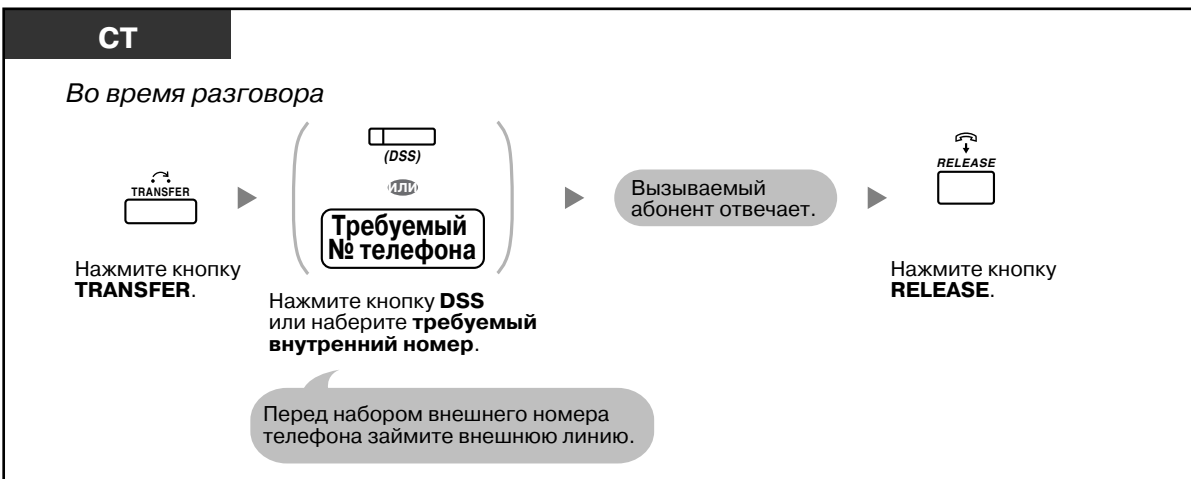 СТ
Во время разговора
TRANSFER
Нажмите кнопку
TRANSFER.
(DSS)
или
Требуемый
№ телефона
Нажмите кнопку DSS
или наберите требуемый
внутренний номер.
Перед набором внешнего номера
телефона займите внешнюю линию.
Вызываемый
абонент отвечает.
RELEASE
Нажмите кнопку
RELEASE.